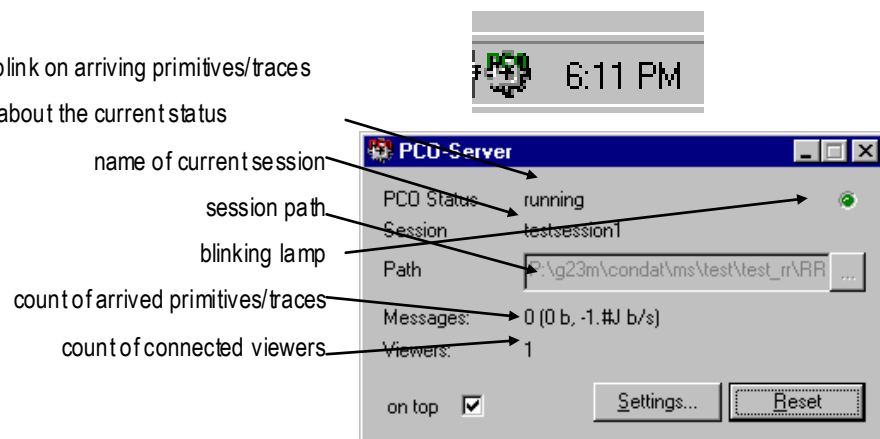 blink on arriving primitives/traces
6:11 PM
about the current status
PCO-Server
name of current session
PCO Status running
session path
Session testsession1
blinking lamp
Path P:\g23m\condat\ms\test\test_rr\RR ...
count of arrived primitives/traces
Messages: 0 (0 b, -1.#J b/s)
count of connected viewers
Viewers: 1
on top Settings... Reset